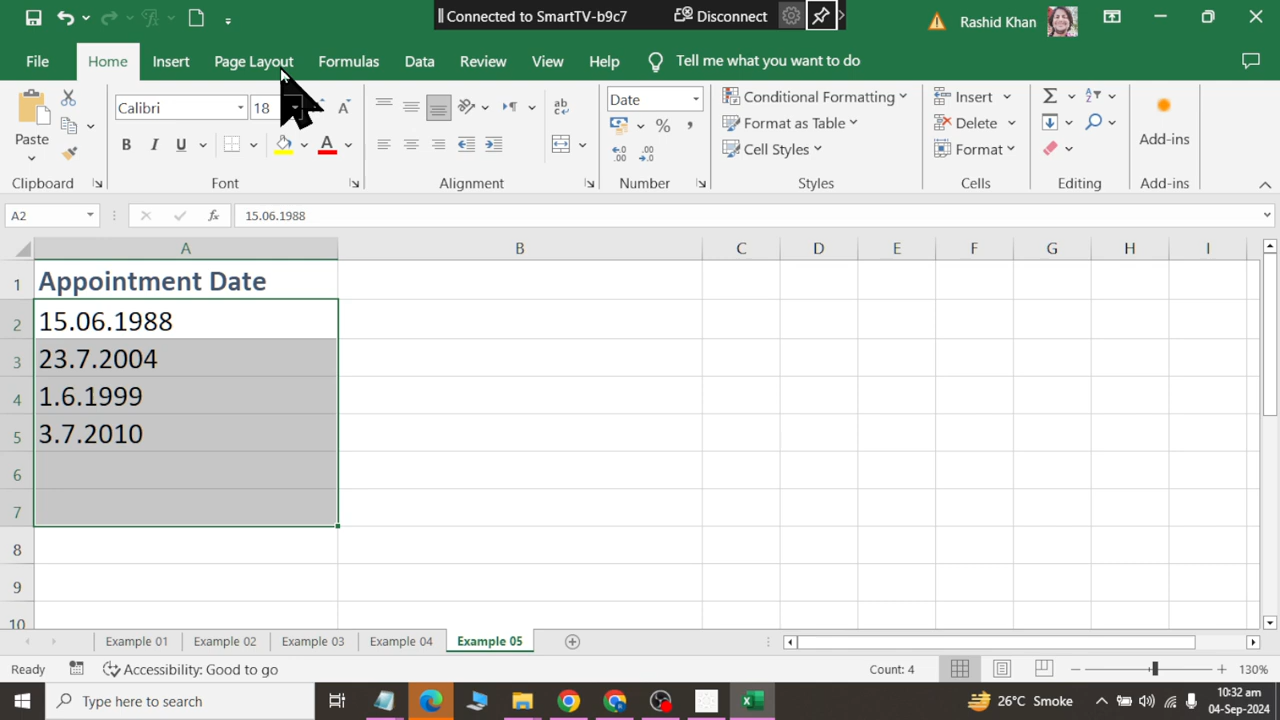 Connected to SmartTV-b9c7 Disconnect
Rashid Khan
File Home Insert Page Layout Formulas Data Review View Help Tell me what you want to do
Paste
Calibri 18
B I U
Date
Conditional Formatting
Format as Table
Cell Styles
Insert
Delete
Format
Add-ins
Clipboard Font Alignment Number Styles Cells Editing Add-ins
A2 fx 15.06.1988
A B C D E F G H I
1 Appointment Date
2 15.06.1988
3 23.7.2004
4 1.6.1999
5 3.7.2010
6
7
8
9
10
Example 01 Example 02 Example 03 Example 04 Example 05
Ready Accessibility: Good to go Count: 4 130%
Type here to search 26°C Smoke 10:32 am
04-Sep-2024